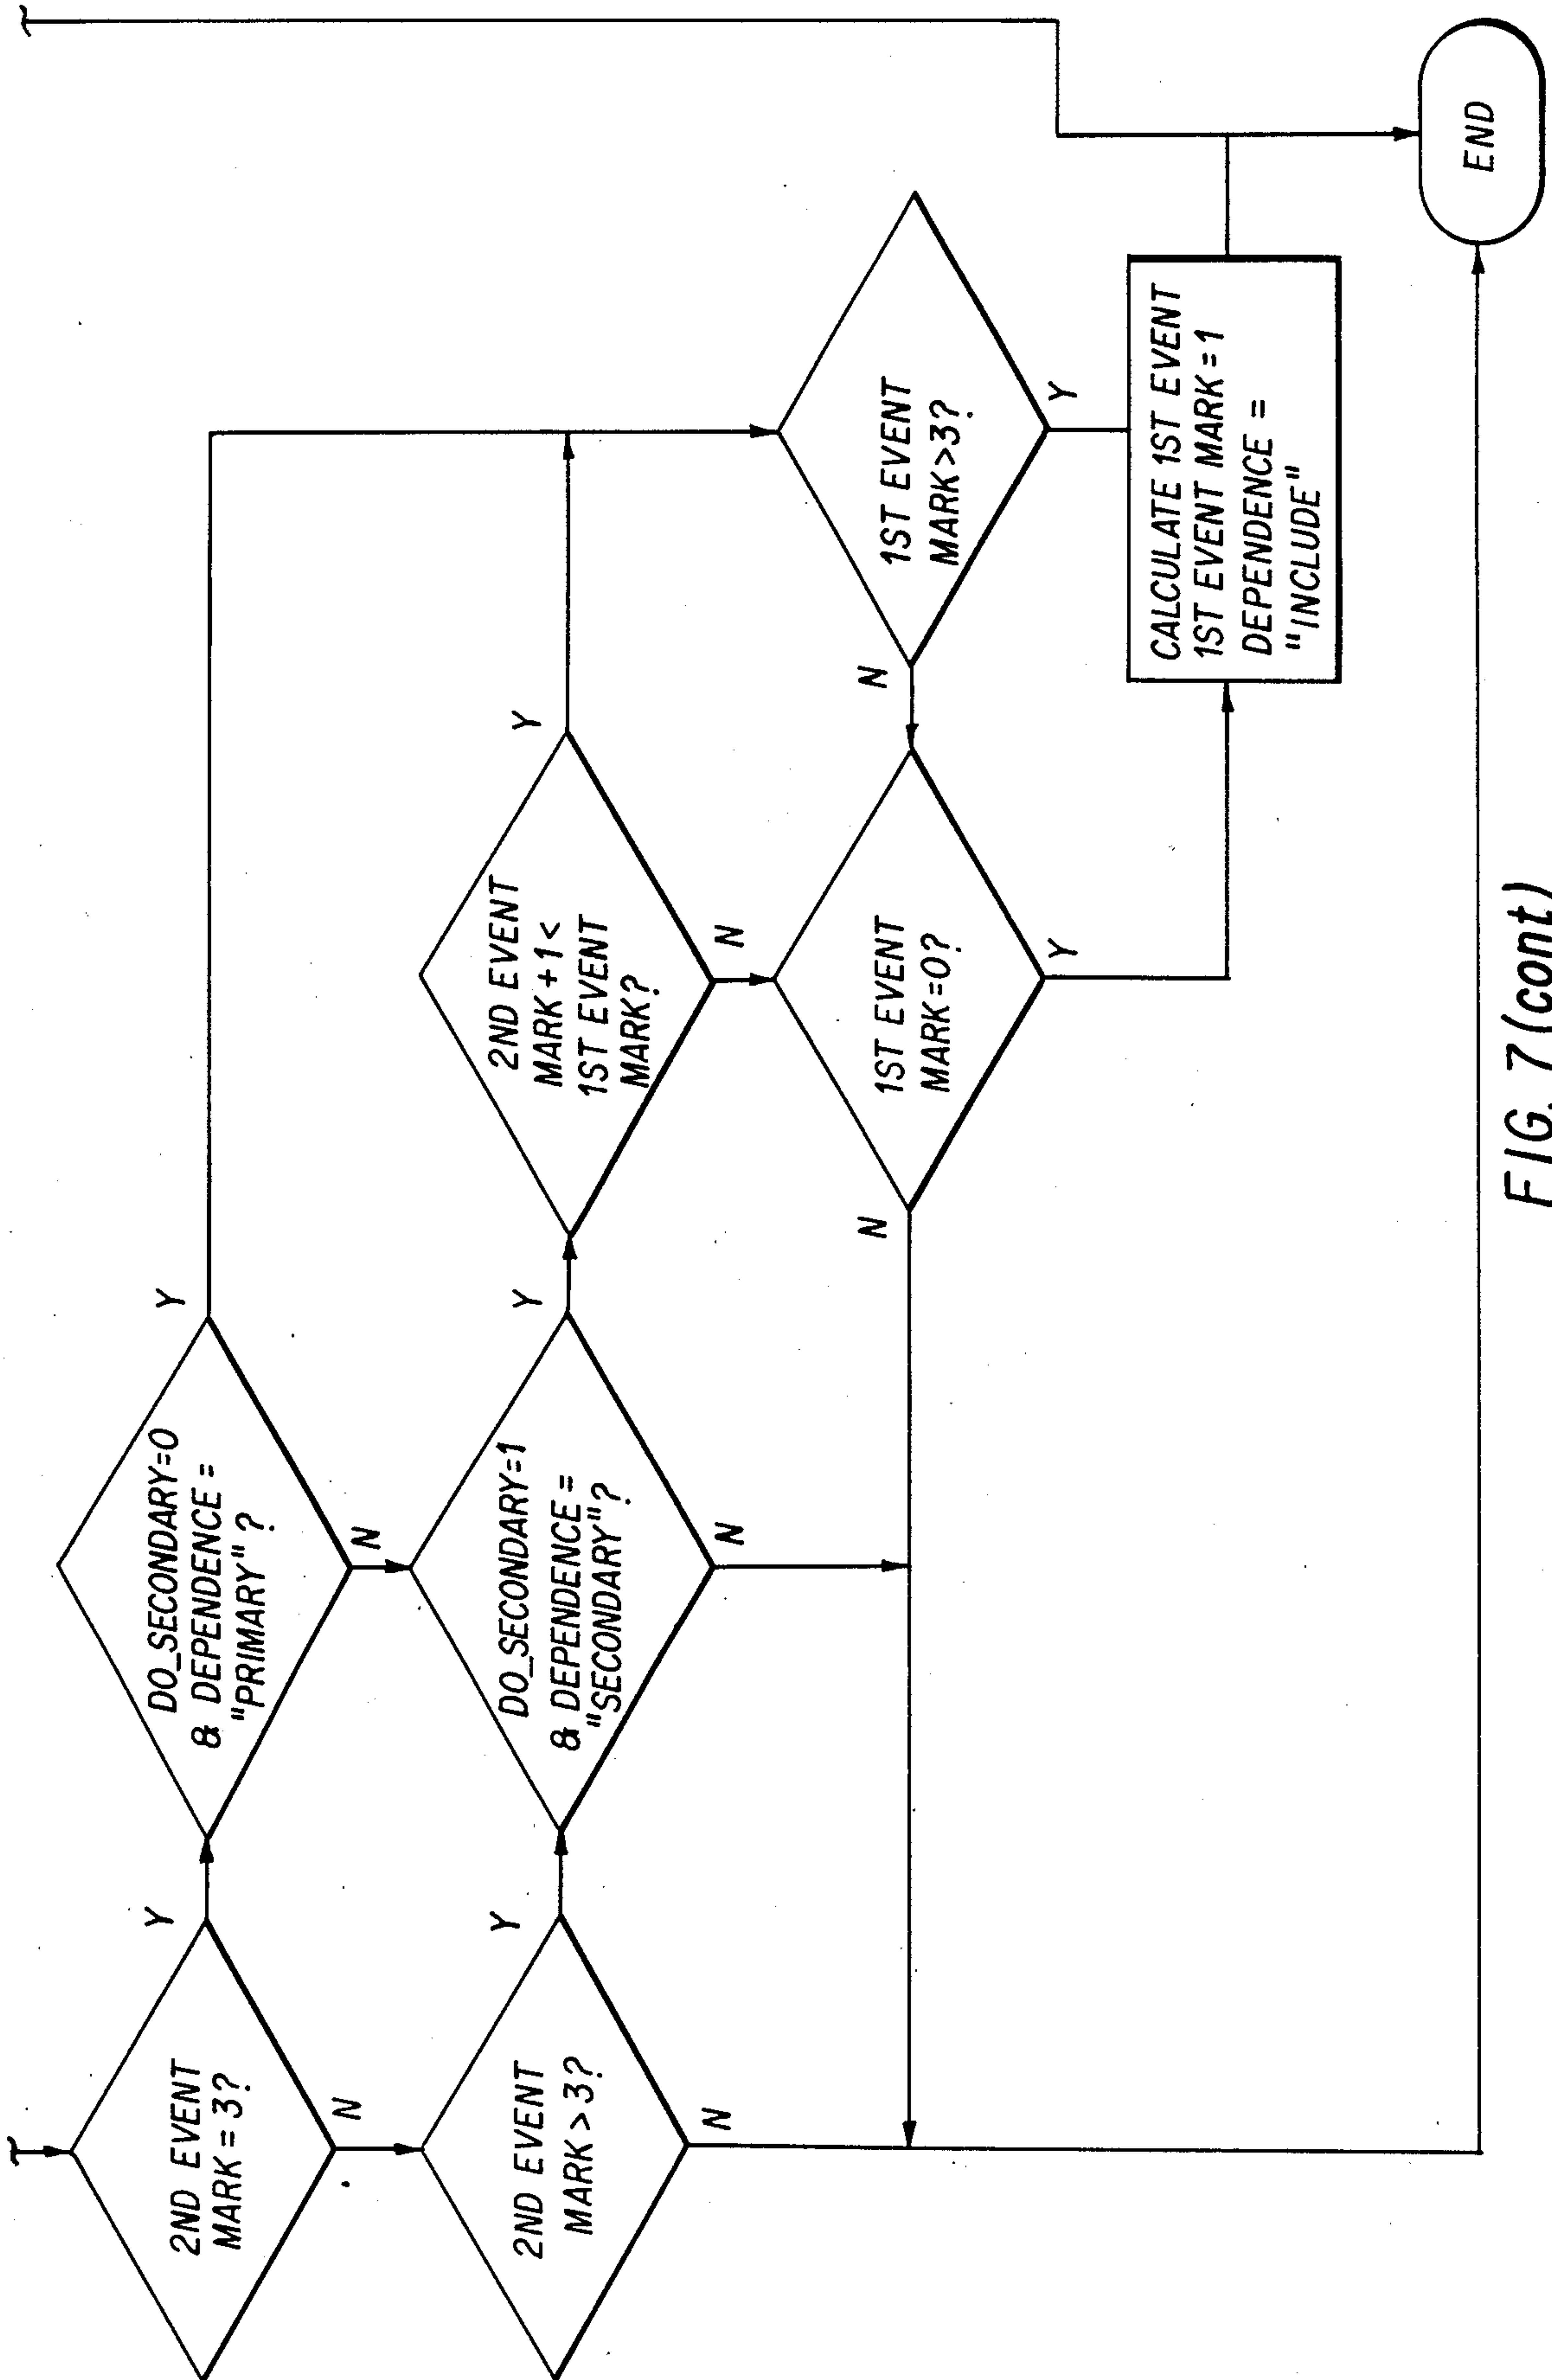 2ND EVENT
MARK = 3?
Y
N
DO_SECONDARY=0
& DEPENDENCE =
"PRIMARY" ?
Y
N
2ND EVENT
MARK > 3?
Y
N
DO_SECONDARY=1
& DEPENDENCE =
"SECONDARY" ?
Y
N
2ND EVENT
MARK+1<
1ST EVENT
MARK?
Y
N
1ST EVENT
MARK=0?
N
Y
1ST EVENT
MARK>3?
N
Y
CALCULATE 1ST EVENT
1ST EVENT MARK=1
DEPENDENCE =
"INCLUDE"
END
FIG. 7 (cont)